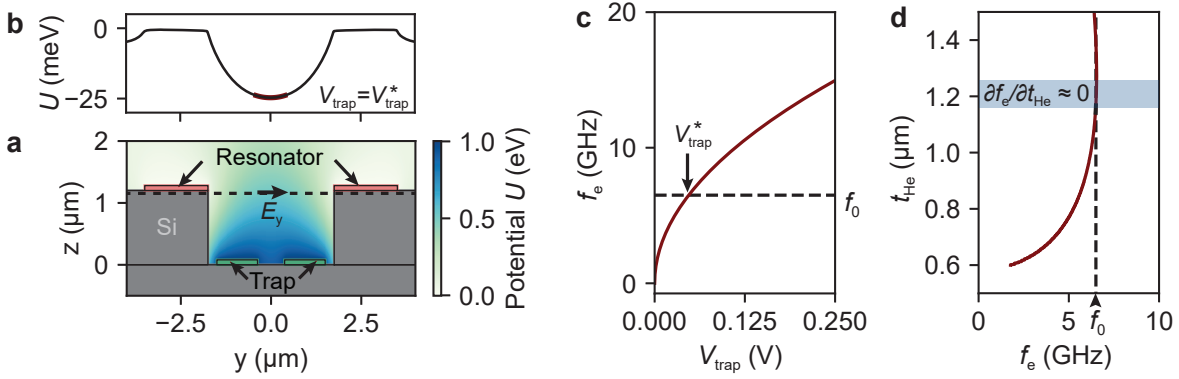 b
0
−25
U (meV)
V_trap=V*_trap
a
2
1
0
z (μm)
Resonator
E_y
Si
Trap
−2.5
0.0
2.5
y (μm)
1.0
0.5
0.0
Potential U (eV)
c
20
10
0
f_e (GHz)
V*_trap
f_0
0.000
0.125
0.250
V_trap (V)
d
1.4
1.2
1.0
0.8
0.6
t_He (μm)
∂f_e/∂t_He ≈ 0
0
5
f_0
10
f_e (GHz)